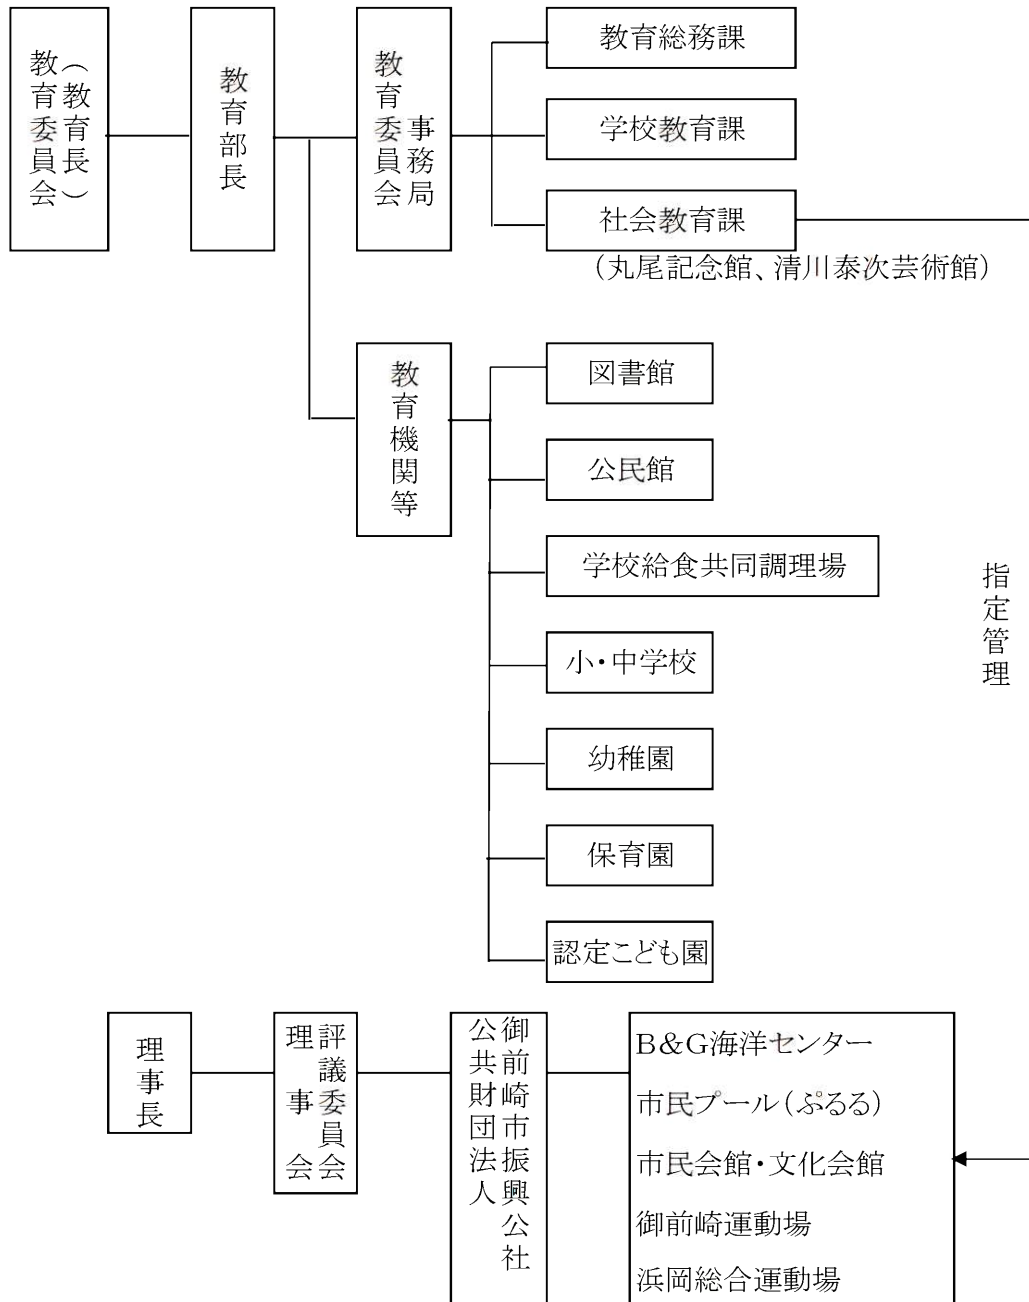 教育委員会
（教育長）
教育部長
教育委員会
事務局
教育総務課
学校教育課
社会教育課
（丸尾記念館、清川泰次芸術館）
教育機関等
図書館
公民館
学校給食共同調理場
小・中学校
幼稚園
保育園
認定こども園
指定管理
理事長
評議委員会
理事会
公共財団法人
御前崎市振興公社
B&G海洋センター
市民プール（ぷるる）
市民会館・文化会館
御前崎運動場
浜岡総合運動場